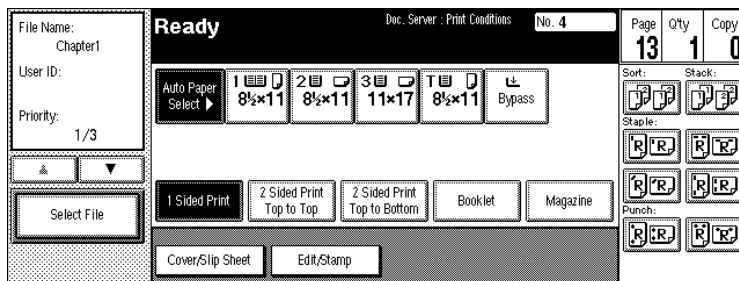 File Name:
Chapter1
User ID:
Priority:
1/3
Select File
Ready
Doc. Server : Print Conditions
No. 4
Auto Paper
Select ▶
1
8½×11
2
8½×11
3
11×17
T
8½×11
Bypass
1 Sided Print
2 Sided Print
Top to Top
2 Sided Print
Top to Bottom
Booklet
Magazine
Cover/Slip Sheet
Edit/Stamp
Page Q'ty Copy
13 1 0
Sort: Stack:
Staple:
Punch: